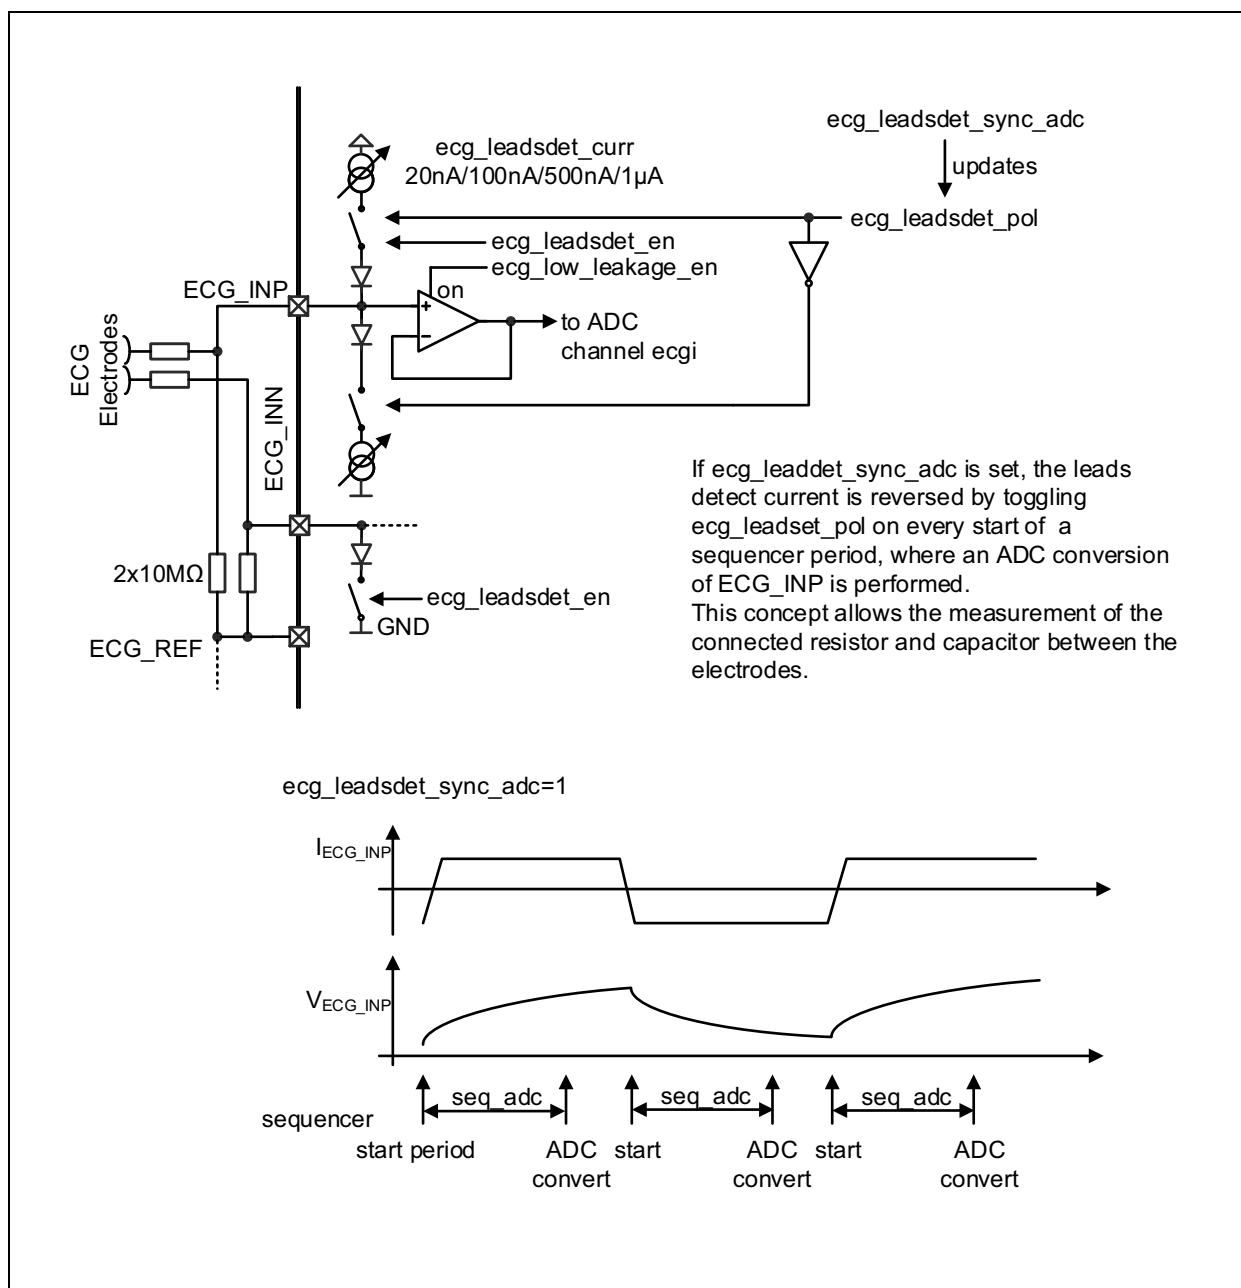 ecg_leadsdet_sync_adc
ecg_leadsdet_curr
20nA/100nA/500nA/1µA
updates
ecg_leadsdet_pol
ecg_leadsdet_en
ecg_low_leakage_en
ECG_INP
on
+
-
to ADC
channel ecgi
ECG
Electrodes
ECG_INN
If ecg_leaddet_sync_adc is set, the leads
detect current is reversed by toggling
ecg_leadset_pol on every start of a
sequencer period, where an ADC conversion
of ECG_INP is performed.
This concept allows the measurement of the
connected resistor and capacitor between the
electrodes.
2x10MΩ
ecg_leadsdet_en
GND
ECG_REF
ecg_leadsdet_sync_adc=1
IECG_INP
VECG_INP
seq_adc seq_adc seq_adc
sequencer
start period ADC start ADC start ADC
convert convert convert